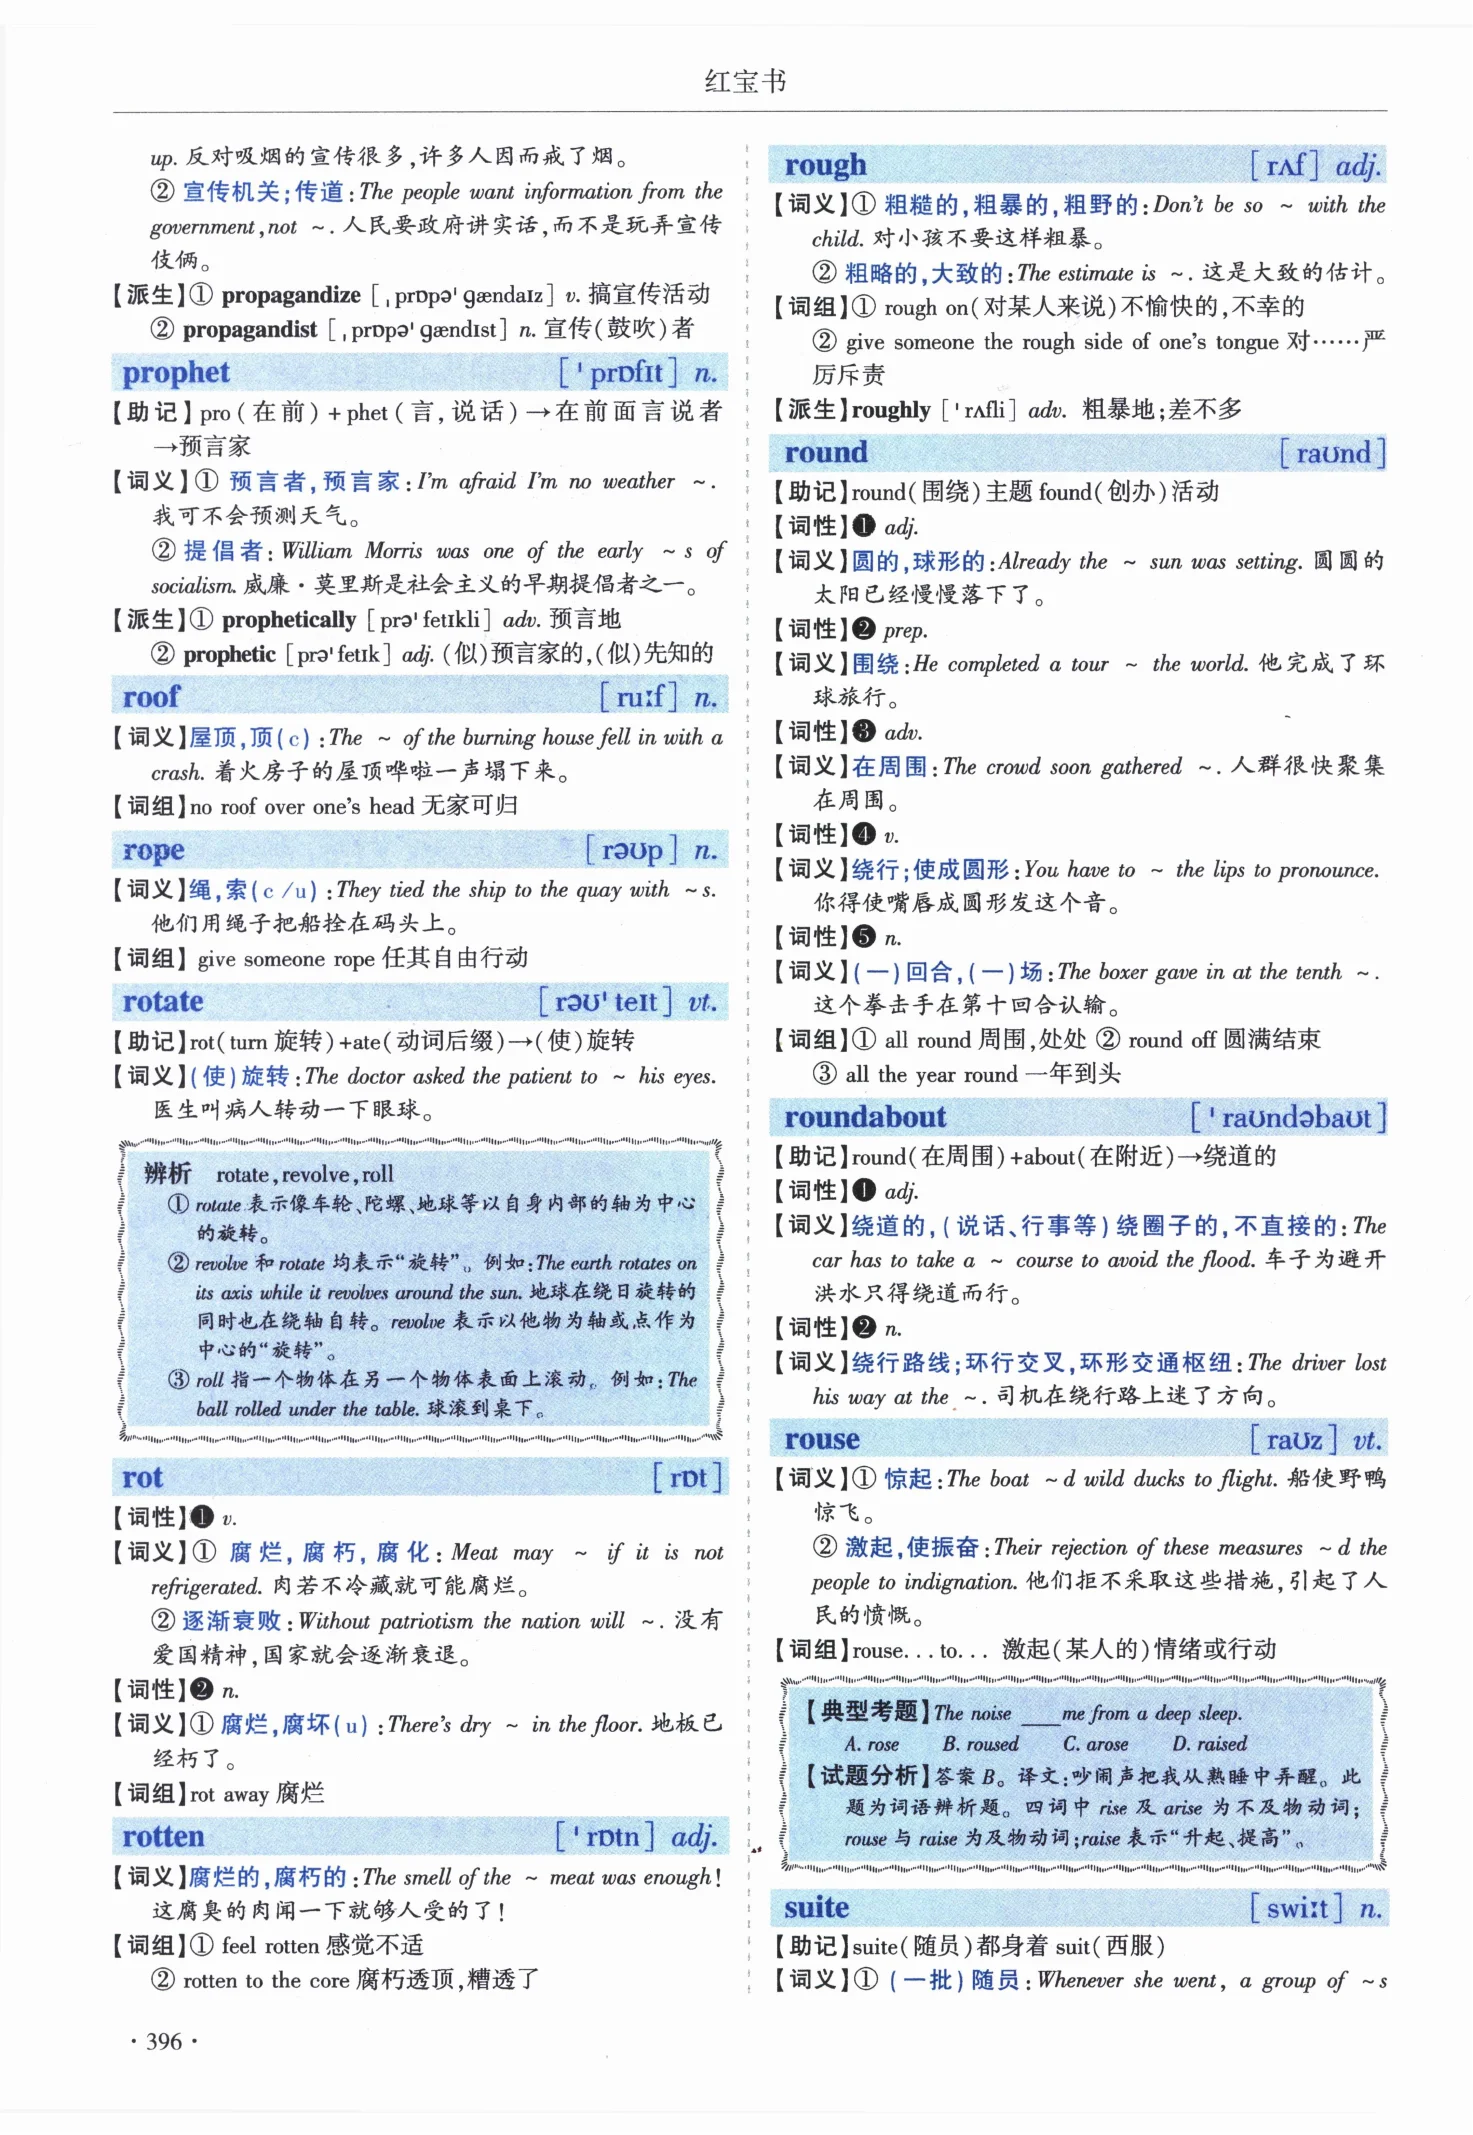 红宝书
up. 反对吸烟的宣传很多,许多人因而戒了烟。
② 宣传机关;传道:The people want information from the
government,not ~. 人民要政府讲实话,而不是玩弄宣传
伎俩。
【派生】① propagandize [ˌprɒpəˈɡændaɪz] v. 搞宣传活动
② propagandist [ˌprɒpəˈɡændɪst] n. 宣传(鼓吹)者
prophet [ˈprɒfɪt] n.
【助记】pro(在前)+phet(言,说话)→在前面言说者
→预言家
【词义】① 预言者,预言家:I'm afraid I'm no weather ~.
我可不会预测天气。
② 提倡者:William Morris was one of the early ~s of
socialism. 威廉·莫里斯是社会主义的早期提倡者之一。
【派生】① prophetically [prəˈfetɪkli] adv. 预言地
② prophetic [prəˈfetɪk] adj. (似)预言家的,(似)先知的
roof [ruːf] n.
【词义】屋顶,顶(c):The ~ of the burning house fell in with a
crash. 着火房子的屋顶哗啦一声塌下来。
【词组】no roof over one's head 无家可归
rope [rəʊp] n.
【词义】绳,索(c/u):They tied the ship to the quay with ~s.
他们用绳子把船拴在码头上。
【词组】give someone rope 任其自由行动
rotate [rəʊˈteɪt] vt.
【助记】rot(turn 旋转)+ate(动词后缀)→(使)旋转
【词义】(使)旋转:The doctor asked the patient to ~ his eyes.
医生叫病人转动一下眼球。
辨析 rotate,revolve,roll
① rotate 表示像车轮、陀螺、地球等以自身内部的轴为中心
的旋转。
② revolve 和 rotate 均表示“旋转”。例如:The earth rotates on
its axis while it revolves around the sun. 地球在绕日旋转的
同时也在绕轴自转。revolve 表示以他物为轴或点作为
中心的“旋转”。
③ roll 指一个物体在另一个物体表面上滚动。例如:The
ball rolled under the table. 球滚到桌下。
rot [rɒt]
【词性】❶ v.
【词义】① 腐烂,腐朽,腐化:Meat may ~ if it is not
refrigerated. 肉若不冷藏就可能腐烂。
② 逐渐衰败:Without patriotism the nation will ~. 没有
爱国精神,国家就会逐渐衰退。
【词性】❷ n.
【词义】① 腐烂,腐坏(u):There's dry ~ in the floor. 地板已
经朽了。
【词组】rot away 腐烂
rotten [ˈrɒtn] adj.
【词义】腐烂的,腐朽的:The smell of the ~ meat was enough!
这腐臭的肉闻一下就够人受的了!
【词组】① feel rotten 感觉不适
② rotten to the core 腐朽透顶,糟透了
rough [rʌf] adj.
【词义】① 粗糙的,粗暴的,粗野的:Don't be so ~ with the
child. 对小孩不要这样粗暴。
② 粗略的,大致的:The estimate is ~. 这是大致的估计。
【词组】① rough on(对某人来说)不愉快的,不幸的
② give someone the rough side of one's tongue 对……严
厉斥责
【派生】roughly [ˈrʌfli] adv. 粗暴地;差不多
round [raʊnd]
【助记】round(围绕)主题 found(创办)活动
【词性】❶ adj.
【词义】圆的,球形的:Already the ~ sun was setting. 圆圆的
太阳已经慢慢落下了。
【词性】❷ prep.
【词义】围绕:He completed a tour ~ the world. 他完成了环
球旅行。
【词性】❸ adv.
【词义】在周围:The crowd soon gathered ~. 人群很快聚集
在周围。
【词性】❹ v.
【词义】绕行;使成圆形:You have to ~ the lips to pronounce.
你得使嘴唇成圆形发这个音。
【词性】❺ n.
【词义】(一)回合,(一)场:The boxer gave in at the tenth ~.
这个拳击手在第十回合认输。
【词组】① all round 周围,处处 ② round off 圆满结束
③ all the year round 一年到头
roundabout [ˈraʊndəbaʊt]
【助记】round(在周围)+about(在附近)→绕道的
【词性】❶ adj.
【词义】绕道的,(说话、行事等)绕圈子的,不直接的:The
car has to take a ~ course to avoid the flood. 车子为避开
洪水只得绕道而行。
【词性】❷ n.
【词义】绕行路线;环行交叉,环形交通枢纽:The driver lost
his way at the ~. 司机在绕行路上迷了方向。
rouse [raʊz] vt.
【词义】① 惊起:The boat ~d wild ducks to flight. 船使野鸭
惊飞。
② 激起,使振奋:Their rejection of these measures ~d the
people to indignation. 他们拒不采取这些措施,引起了人
民的愤慨。
【词组】rouse...to... 激起(某人的)情绪或行动
【典型考题】The noise ___ me from a deep sleep.
A. rose B. roused C. arose D. raised
【试题分析】答案 B。译文:吵闹声把我从熟睡中弄醒。此
题为词语辨析题。四词中 rise 及 arise 为不及物动词;
rouse 与 raise 为及物动词;raise 表示“升起、提高”。
suite [swiːt] n.
【助记】suite(随员)都身着 suit(西服)
【词义】① (一批)随员:Whenever she went, a group of ~s
·396·